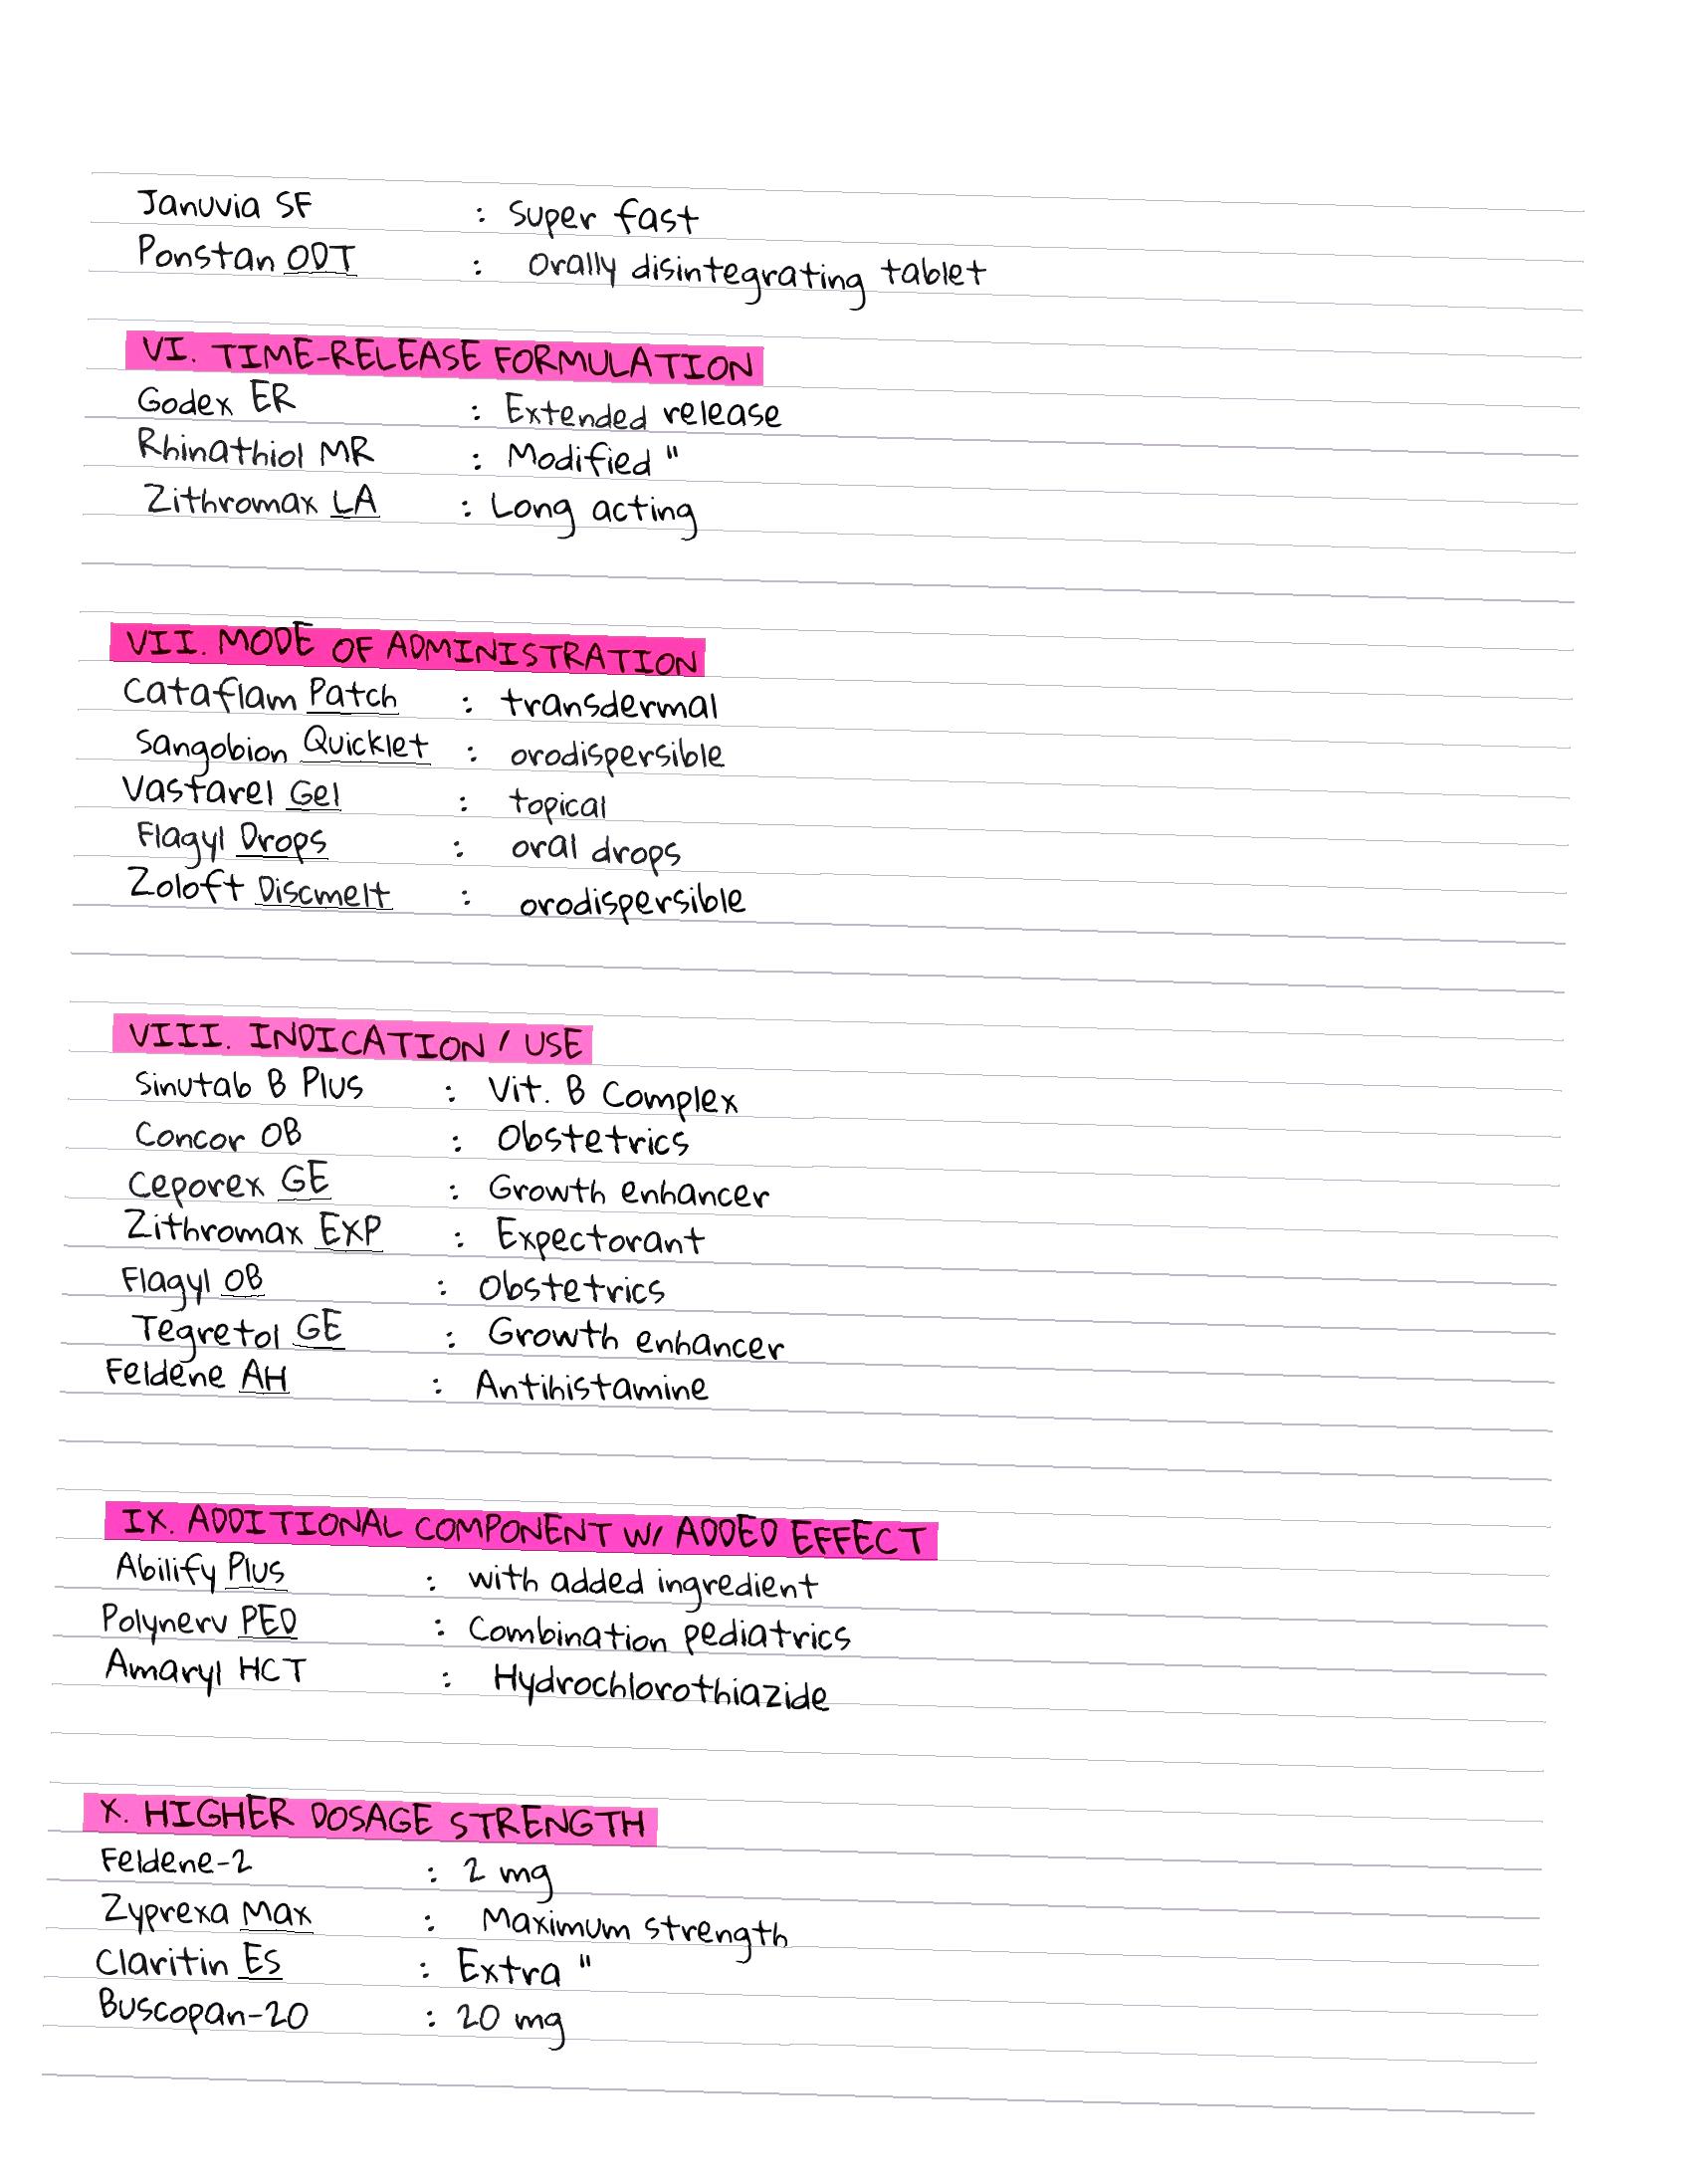 Januvia SF : Super fast
Ponstan ODT : Orally disintegrating tablet
VI. TIME-RELEASE FORMULATION
Godex ER : Extended release
Rhinathiol MR : Modified "
Zithromax LA : Long acting
VII. MODE OF ADMINISTRATION
Cataflam Patch : transdermal
Sangobion Quicklet : orodispersible
Vastarel Gel : topical
Flagyl Drops : oral drops
Zoloft Discmelt : orodispersible
VIII. INDICATION / USE
Sinutab B Plus : Vit. B Complex
Concor OB : Obstetrics
Ceporex GE : Growth enhancer
Zithromax EXP : Expectorant
Flagyl OB : Obstetrics
Tegretol GE : Growth enhancer
Feldene AH : Antihistamine
IX. ADDITIONAL COMPONENT W/ ADDED EFFECT
Abilify Plus : with added ingredient
Polynerv PED : Combination pediatrics
Amaryl HCT : Hydrochlorothiazide
X. HIGHER DOSAGE STRENGTH
Feldene-2 : 2 mg
Zyprexa Max : Maximum strength
Claritin ES : Extra "
Buscopan-20 : 20 mg